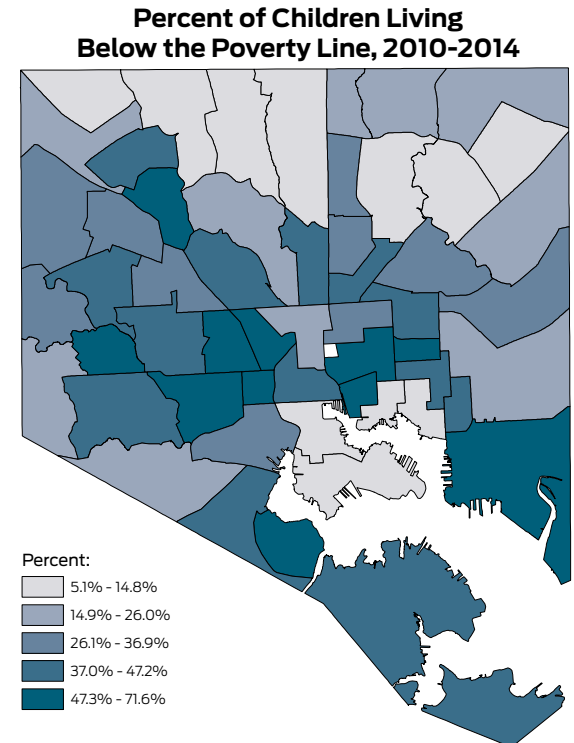 Percent of Children Living
Below the Poverty Line, 2010-2014
Percent:
5.1% - 14.8%
14.9% - 26.0%
26.1% - 36.9%
37.0% - 47.2%
47.3% - 71.6%